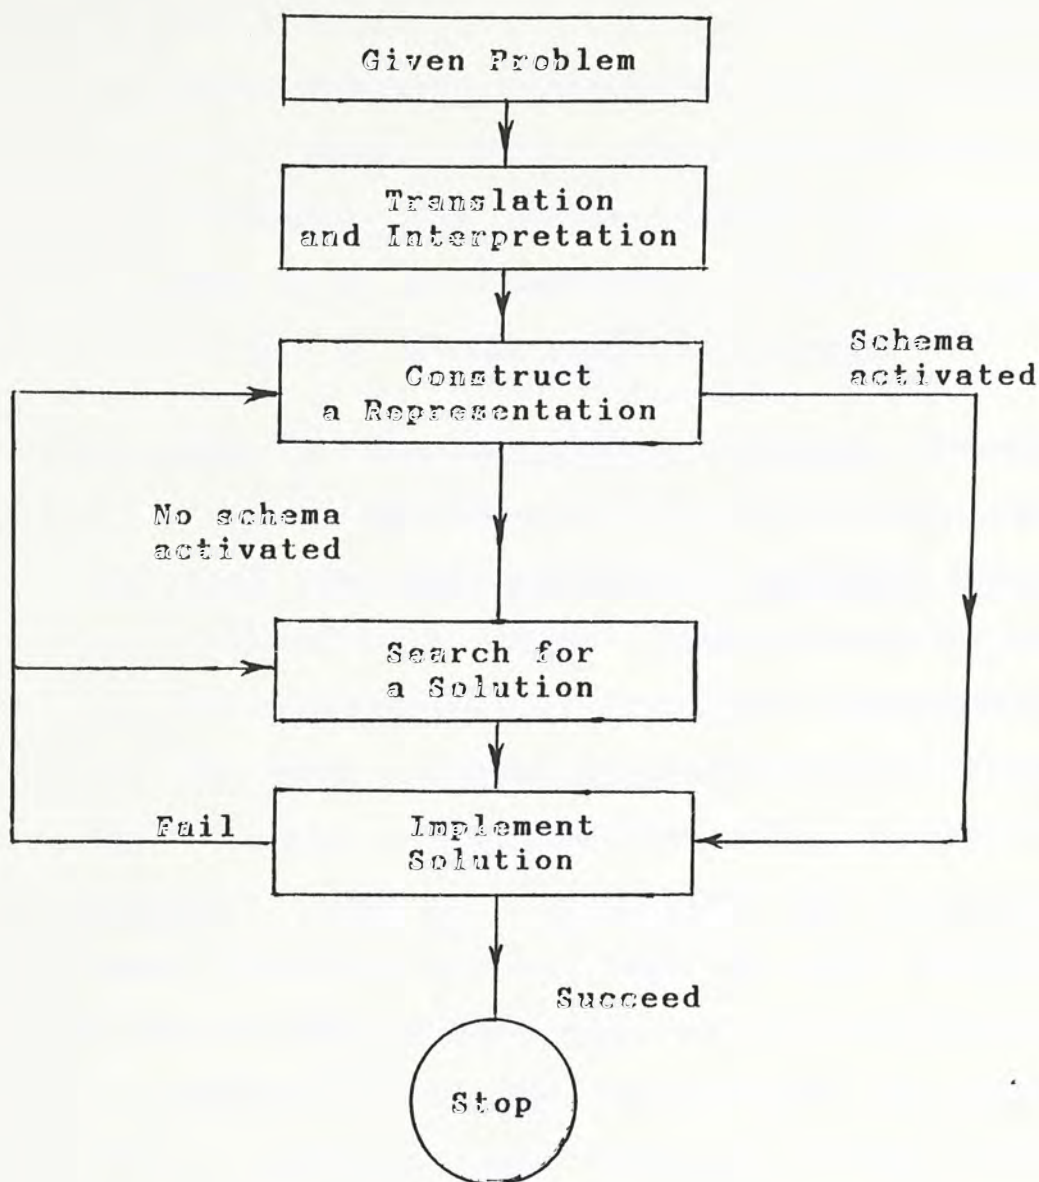 Given Problem
Translation
and Interpretation
Schema
activated
Construct
a Representation
No schema
activated
Search for
a Solution
Fail
Implement
Solution
Succeed
Stop